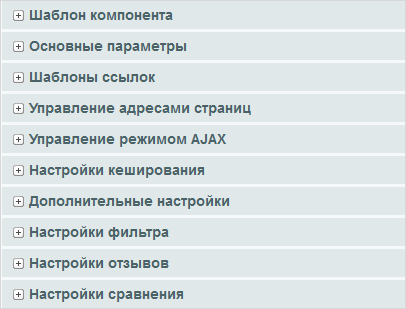 Шаблон компонента
Основные параметры
Шаблоны ссылок
Управление адресами страниц
Управление режимом AJAX
Настройки кеширования
Дополнительные настройки
Настройки фильтра
Настройки отзывов
Настройки сравнения